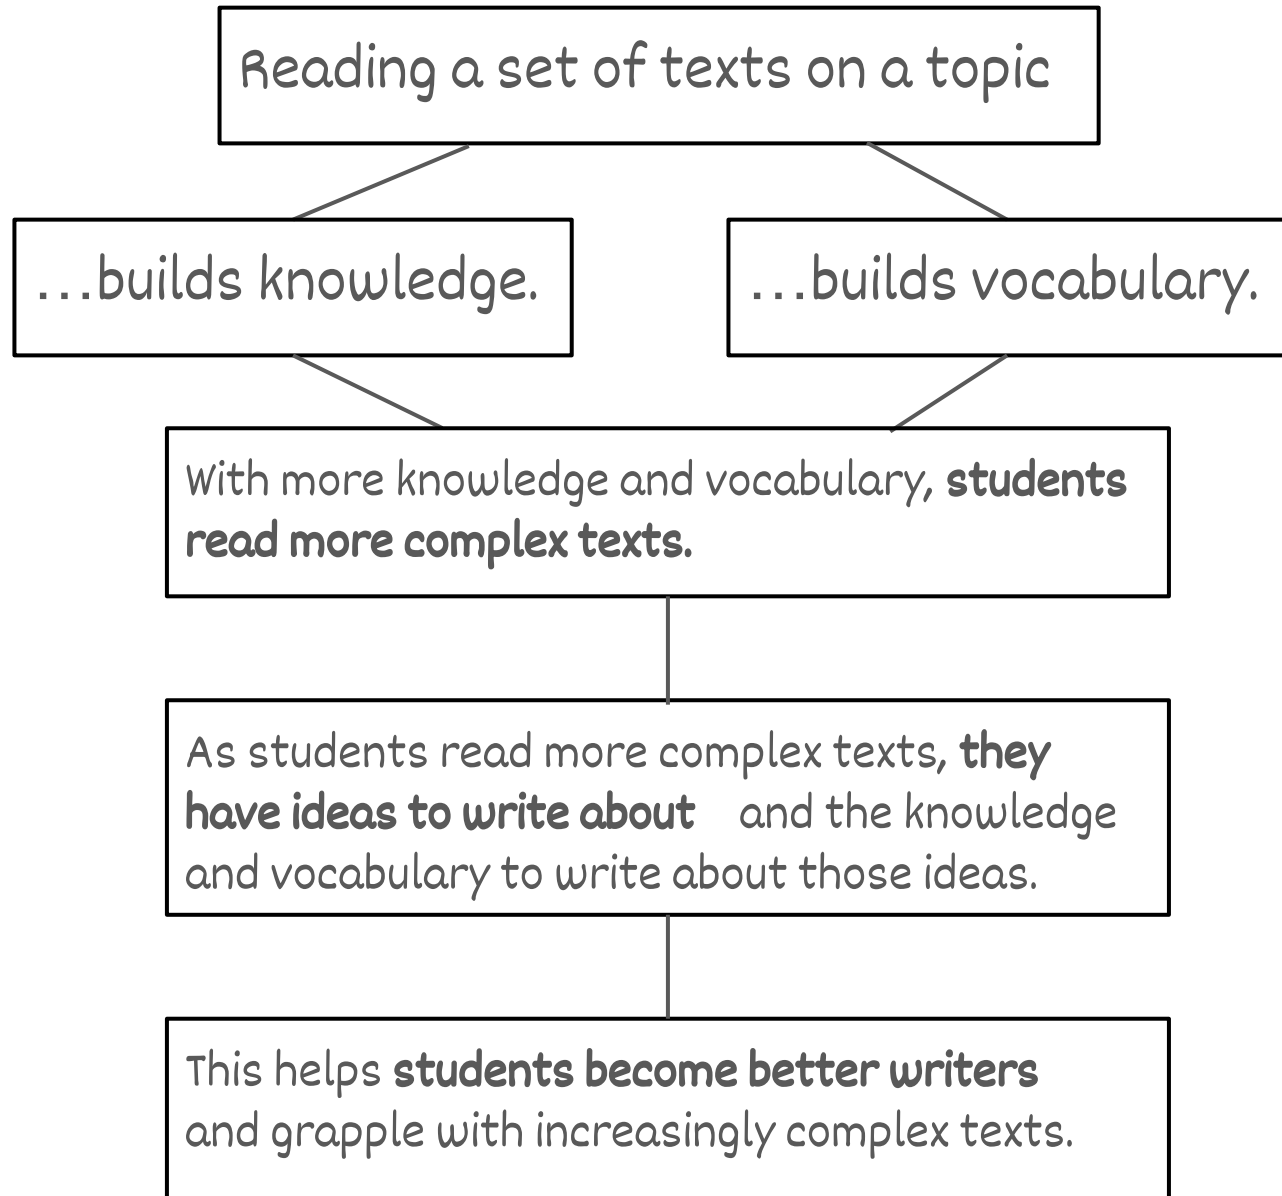 Reading a set of texts on a topic
...builds knowledge.
...builds vocabulary.
With more knowledge and vocabulary, students
read more complex texts.
As students read more complex texts, they
have ideas to write about and the knowledge
and vocabulary to write about those ideas.
This helps students become better writers
and grapple with increasingly complex texts.